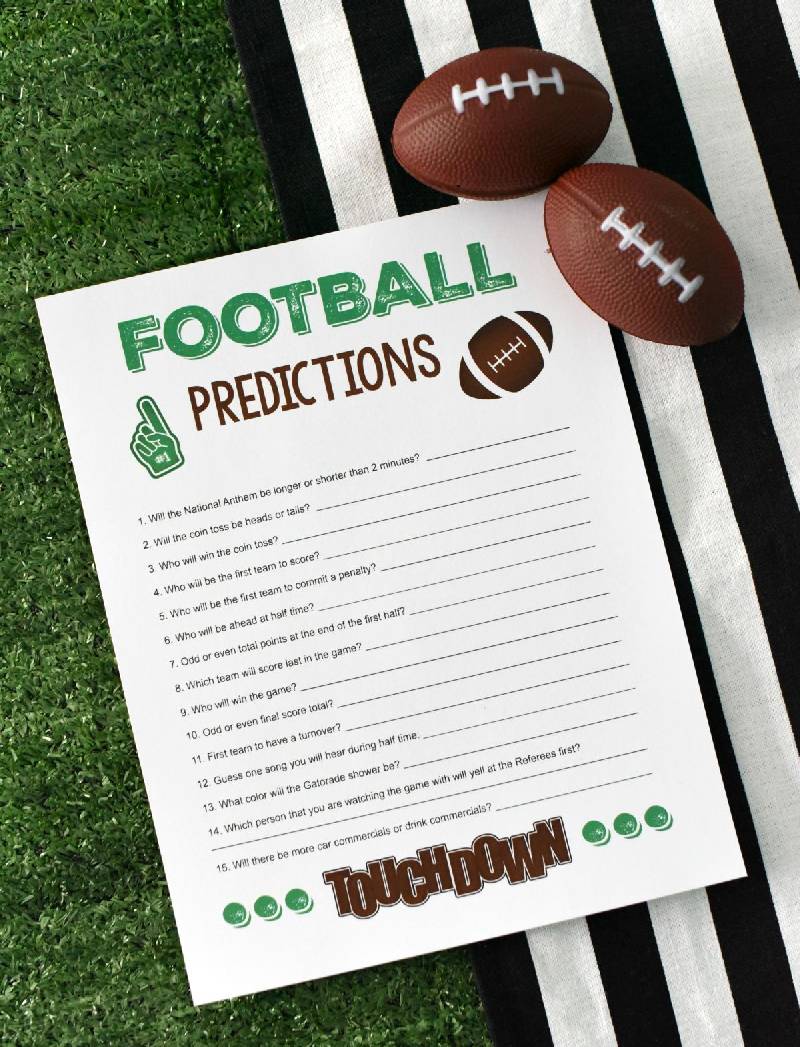 FOOTBALL
PREDICTIONS
#1
1. Will the National Anthem be longer or shorter than 2 minutes?
2. Will the coin toss be heads or tails?
3. Who will win the coin toss?
4. Who will be the first team to score?
5. Who will be the first team to commit a penalty?
6. Who will be ahead at half time?
7. Odd or even total points at the end of the first half?
8. Which team will score last in the game?
9. Who will win the game?
10. Odd or even final score total?
11. First team to have a turnover?
12. Guess one song you will hear during half time.
13. What color will the Gatorade shower be?
14. Which person that you are watching the game with will yell at the Referees first?
15. Will there be more car commercials or drink commercials?
TOUCHDOWN